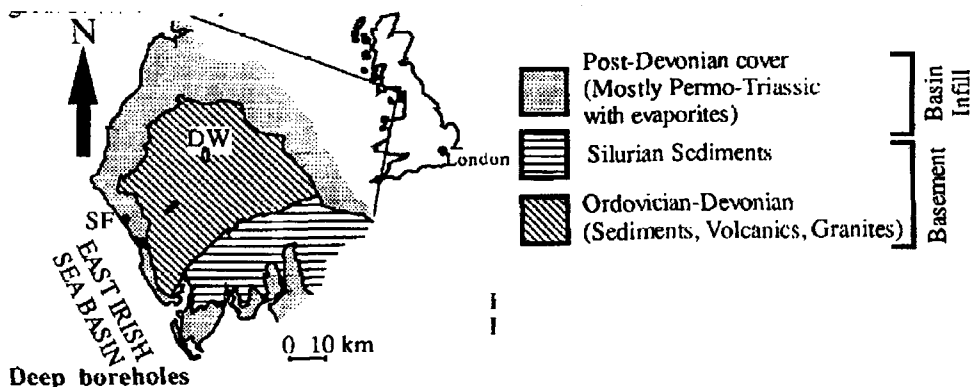 N
DW
SF
EAST IRISH
SEA BASIN
0 10 km
London
Post-Devonian cover
(Mostly Permo-Triassic
with evaporites)
Silurian Sediments
Ordovician-Devonian
(Sediments, Volcanics, Granites)
Basin
Infill
Basement
Deep boreholes